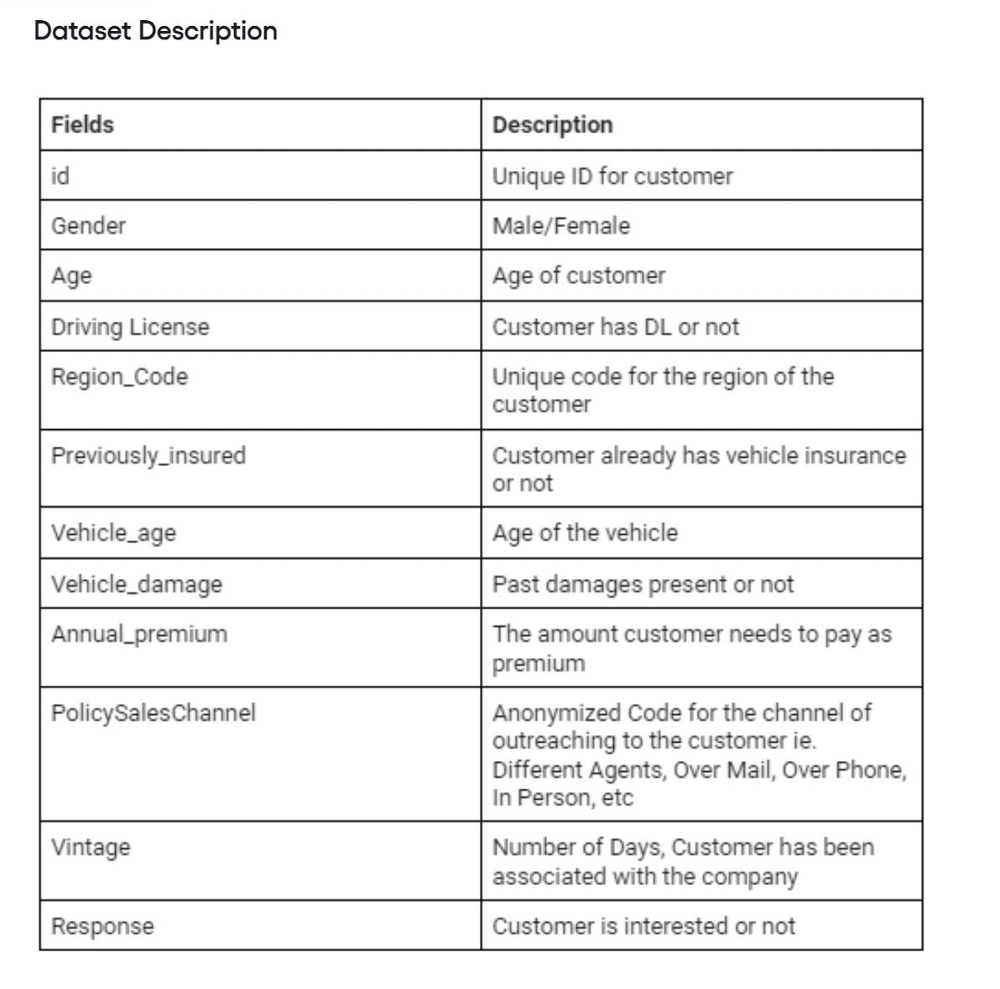 Dataset Description
Fields
Description
id
Unique ID for customer
Gender
Male/Female
Age
Age of customer
Driving License
Customer has DL or not
Region_Code
Unique code for the region of the
customer
Previously_insured
Customer already has vehicle insurance
or not
Vehicle_age
Age of the vehicle
Vehicle_damage
Past damages present or not
Annual_premium
The amount customer needs to pay as
premium
PolicySalesChannel
Anonymized Code for the channel of
outreaching to the customer ie.
Different Agents, Over Mail, Over Phone,
In Person, etc
Vintage
Number of Days, Customer has been
associated with the company
Response
Customer is interested or not